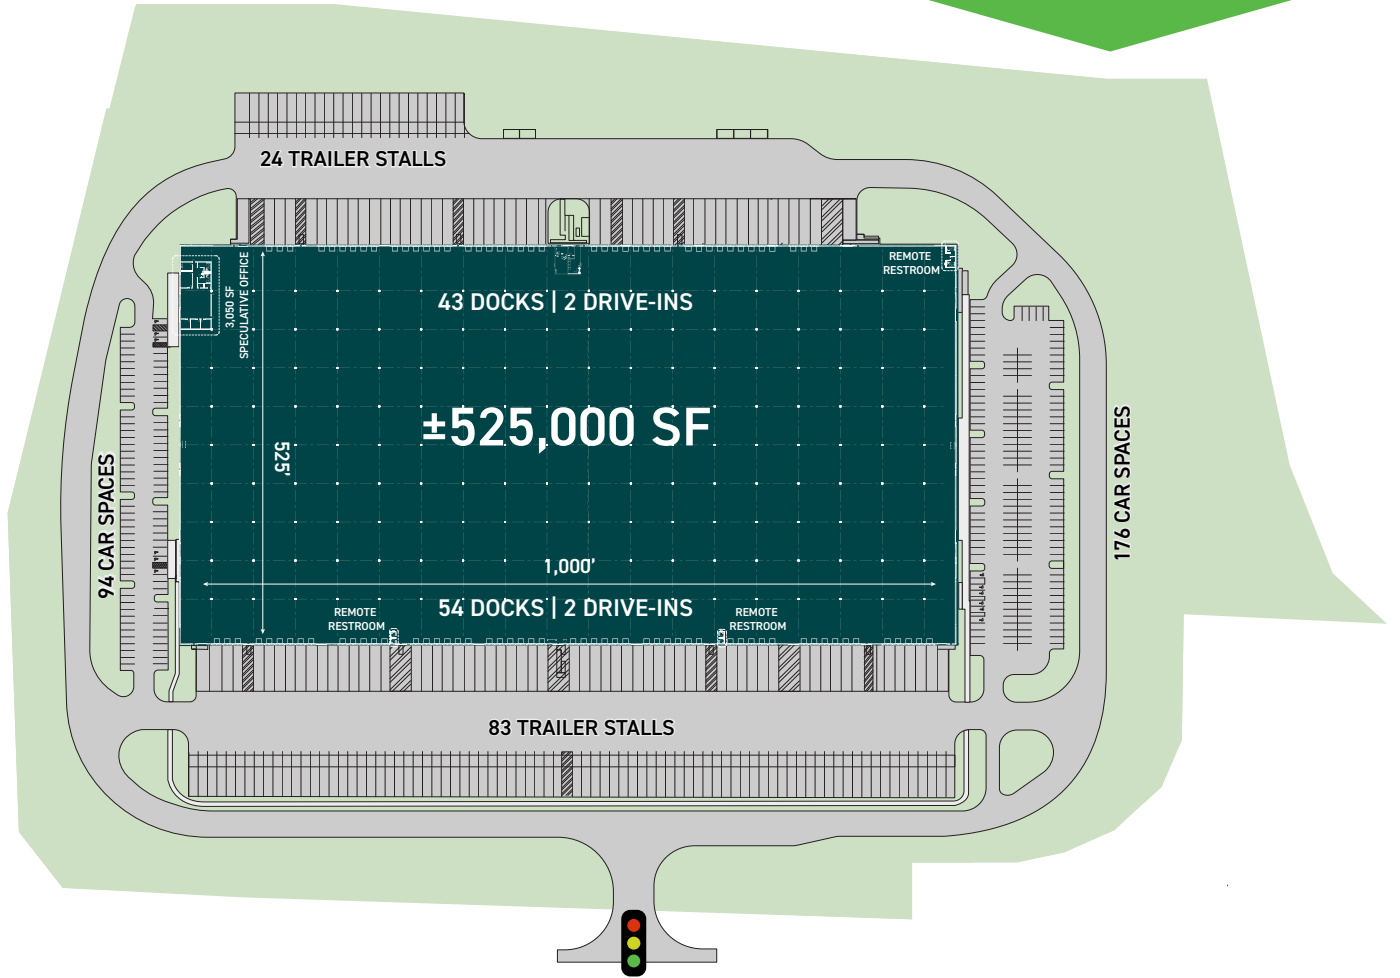 24 TRAILER STALLS
REMOTE
RESTROOM
3,050 SF
SPECULATIVE OFFICE
43 DOCKS | 2 DRIVE-INS
±525,000 SF
525'
94 CAR SPACES
176 CAR SPACES
1,000'
REMOTE
RESTROOM
54 DOCKS | 2 DRIVE-INS
REMOTE
RESTROOM
83 TRAILER STALLS